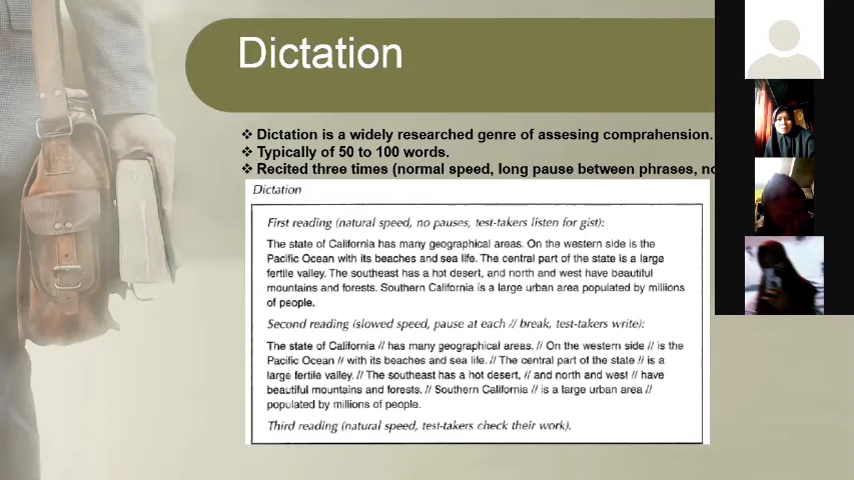 Dictation
❖ Dictation is a widely researched genre of assesing comprahension.
❖ Typically of 50 to 100 words.
❖ Recited three times (normal speed, long pause between phrases,
Dictation
First reading (natural speed, no pauses, test-takers listen for gist):
The state of California has many geographical areas. On the western side is the
Pacific Ocean with its beaches and sea life. The central part of the state is a large
fertile valley. The southeast has a hot desert, and north and west have beautiful
mountains and forests. Southern California is a large urban area populated by millions
of people.
Second reading (slowed speed, pause at each // break, test-takers write):
The state of California // has many geographical areas. // On the western side // is the
Pacific Ocean // with its beaches and sea life. // The central part of the state // is a
large fertile valley. // The southeast has a hot desert, // and north and west // have
beautiful mountains and forests. // Southern California // is a large urban area //
populated by millions of people.
Third reading (natural speed, test-takers check their work).